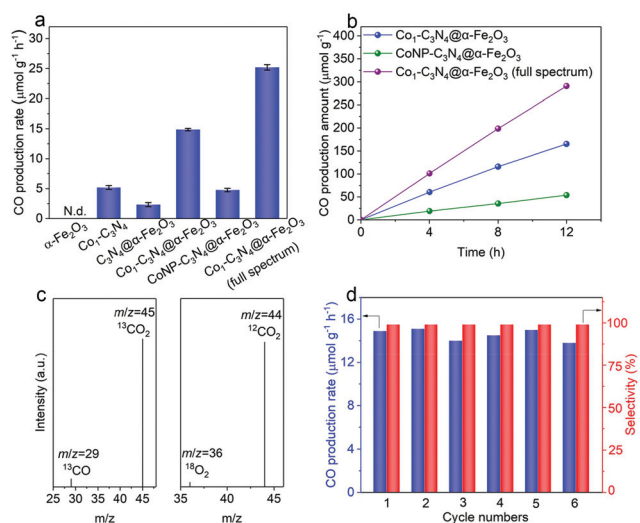 a
CO production rate (μmol g⁻¹ h⁻¹)
30
25
20
15
10
5
0
N.d.
α-Fe₂O₃
Co₁-C₃N₄
C₃N₄@α-Fe₂O₃
Co₁-C₃N₄@α-Fe₂O₃
CoNP-C₃N₄@α-Fe₂O₃
Co₁-C₃N₄@α-Fe₂O₃
(full spectrum)
b
CO production amount (μmol g⁻¹)
400
350
300
250
200
150
100
50
0
Co₁-C₃N₄@α-Fe₂O₃
CoNP-C₃N₄@α-Fe₂O₃
Co₁-C₃N₄@α-Fe₂O₃ (full spectrum)
0 4 8 12
Time (h)
c
Intensity (a.u.)
m/z=45
¹³CO₂
m/z=29
¹³CO
25 30 35 40 45
m/z
m/z=44
¹²CO₂
m/z=36
¹⁸O₂
35 40 45
m/z
d
CO production rate (μmol g⁻¹ h⁻¹)
16
14
12
10
8
6
4
2
0
1 2 3 4 5 6
Cycle numbers
100
75
50
25
0
Selectivity (%)